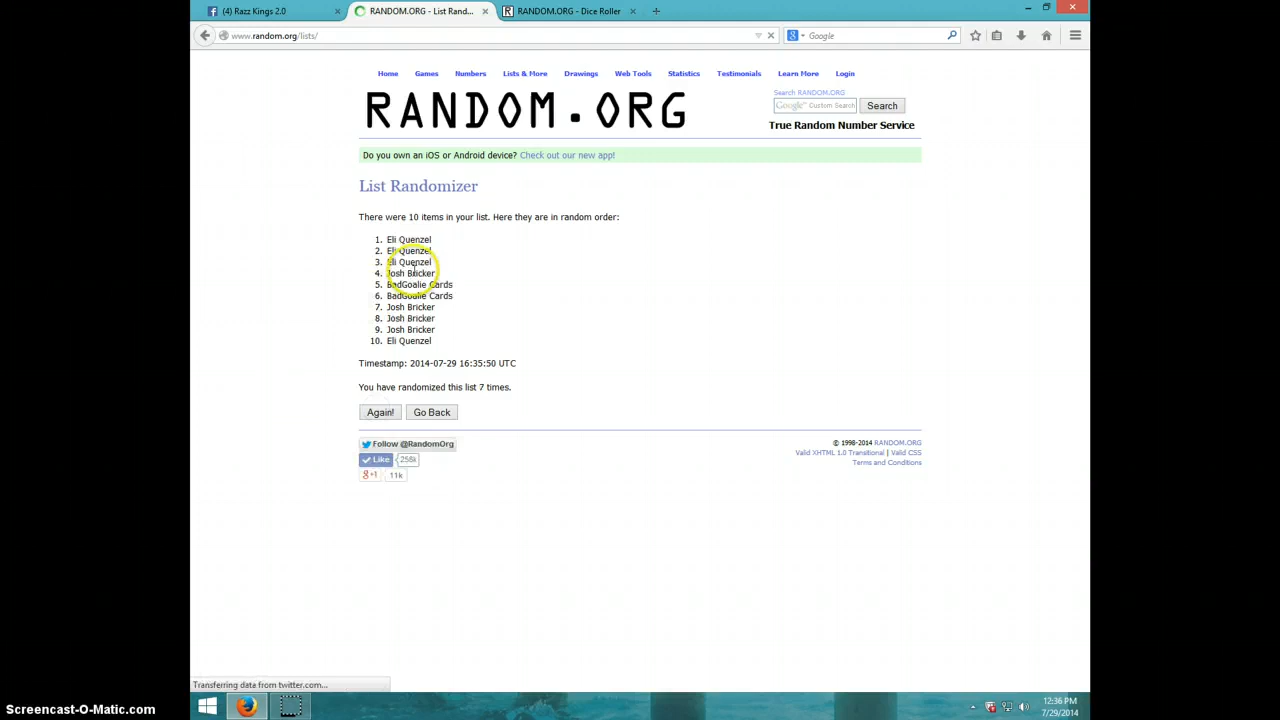 (4) Razz Kings 2.0
RANDOM.ORG - List Rand...
RANDOM.ORG - Dice Roller
www.random.org/lists/
Google
Home Games Numbers Lists & More Drawings Web Tools Statistics Testimonials Learn More Login
RANDOM.ORG
Search RANDOM.ORG
Google™ Custom Search Search
True Random Number Service
Do you own an iOS or Android device? Check out our new app!
List Randomizer
There were 10 items in your list. Here they are in random order:
1. Eli Quenzel
2. Eli Quenzel
3. Eli Quenzel
4. Josh Bricker
5. BadGoalie Cards
6. BadGoalie Cards
7. Josh Bricker
8. Josh Bricker
9. Josh Bricker
10. Eli Quenzel
Timestamp: 2014-07-29 16:35:50 UTC
You have randomized this list 7 times.
Again! Go Back
Follow @RandomOrg
Like 256k
+1 11k
© 1998-2014 RANDOM.ORG
Valid XHTML 1.0 Transitional | Valid CSS
Terms and Conditions
Transferring data from twitter.com...
12:36 PM
7/29/2014
Screencast-O-Matic.com